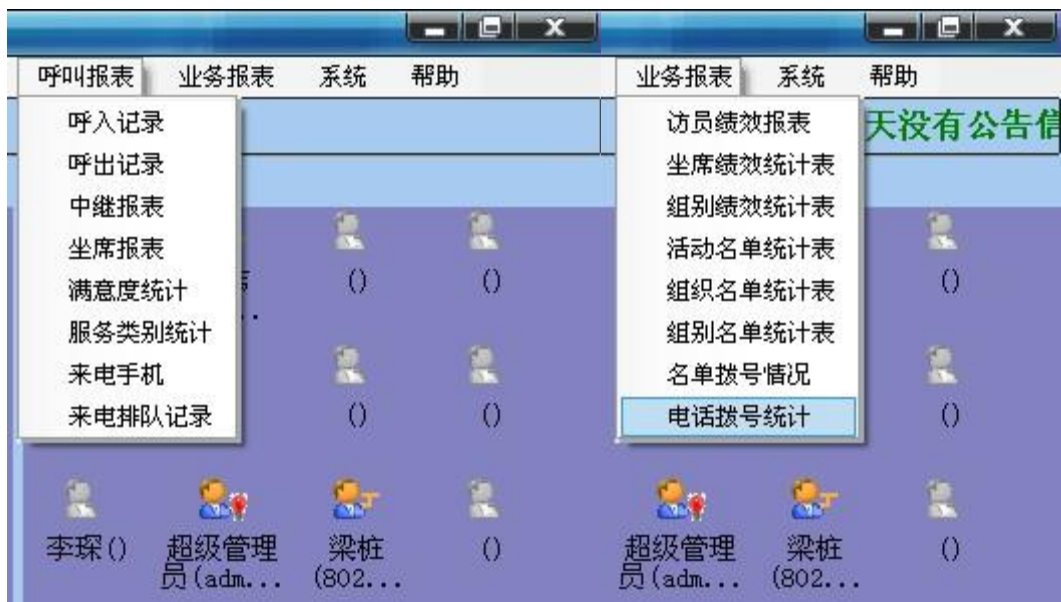 呼叫报表 业务报表 系统 帮助
呼入记录
呼出记录
中继报表
坐席报表
满意度统计
服务类别统计
来电手机
来电排队记录
() ()
() ()
李琛() 超级管理员(adm... 梁桩(802... ()
业务报表 系统 帮助
天没有公告信
访员绩效报表
坐席绩效统计表
组别绩效统计表
活动名单统计表
组织名单统计表
组别名单统计表
名单拨号情况
电话拨号统计
()
()
超级管理员(adm... 梁桩(802... ()